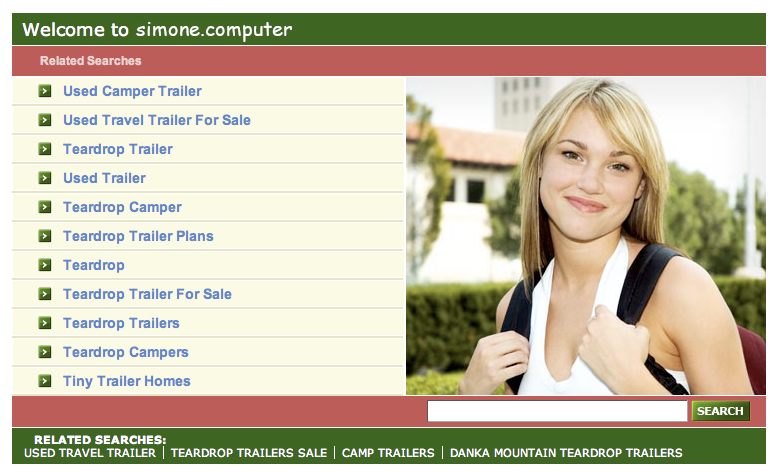 Welcome to simone.computer
Related Searches
Used Camper Trailer
Used Travel Trailer For Sale
Teardrop Trailer
Used Trailer
Teardrop Camper
Teardrop Trailer Plans
Teardrop
Teardrop Trailer For Sale
Teardrop Trailers
Teardrop Campers
Tiny Trailer Homes
SEARCH
RELATED SEARCHES:
USED TRAVEL TRAILER | TEARDROP TRAILERS SALE | CAMP TRAILERS | DANKA MOUNTAIN TEARDROP TRAILERS